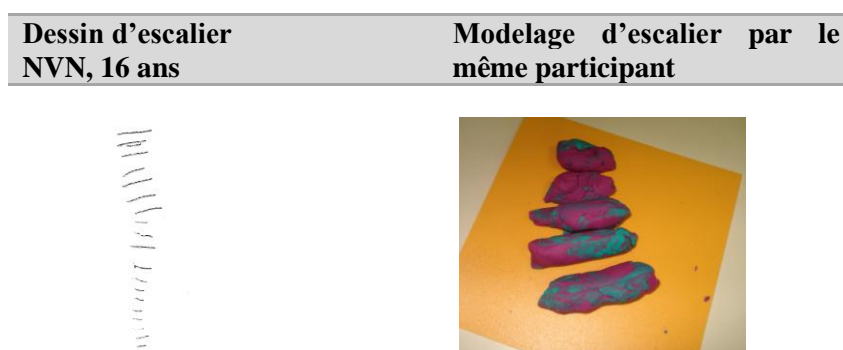 Dessin d’escalier
NVN, 16 ans
Modelage d’escalier par le
même participant